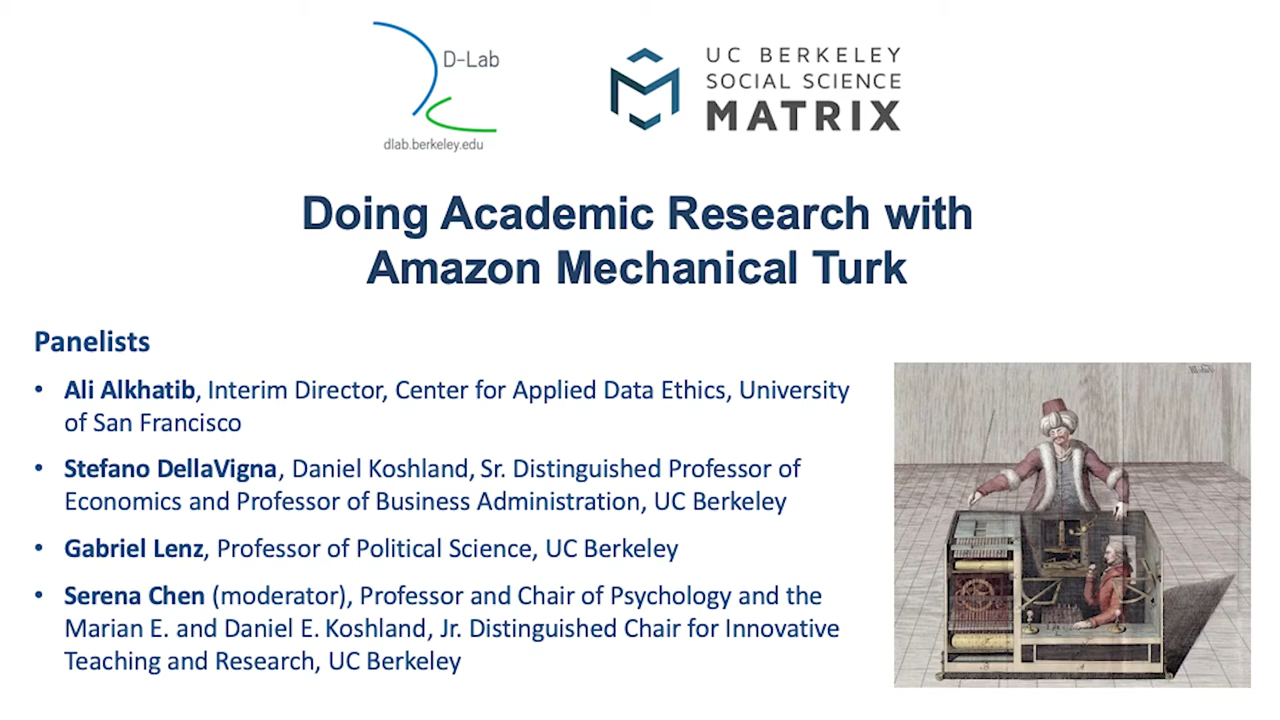 D-Lab
dlab.berkeley.edu
UC BERKELEY
SOCIAL SCIENCE
MATRIX
Doing Academic Research with
Amazon Mechanical Turk
Panelists
• Ali Alkhatib, Interim Director, Center for Applied Data Ethics, University
of San Francisco
• Stefano DellaVigna, Daniel Koshland, Sr. Distinguished Professor of
Economics and Professor of Business Administration, UC Berkeley
• Gabriel Lenz, Professor of Political Science, UC Berkeley
• Serena Chen (moderator), Professor and Chair of Psychology and the
Marian E. and Daniel E. Koshland, Jr. Distinguished Chair for Innovative
Teaching and Research, UC Berkeley